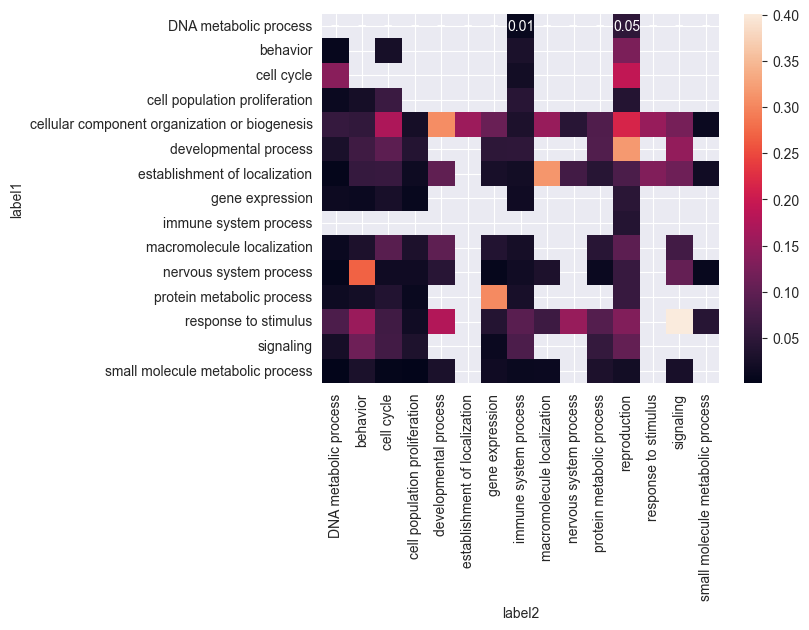 DNA metabolic process
behavior
cell cycle
cell population proliferation
cellular component organization or biogenesis
developmental process
establishment of localization
gene expression
immune system process
macromolecule localization
nervous system process
protein metabolic process
response to stimulus
signaling
small molecule metabolic process
label1
0.01
0.05
DNA metabolic process
behavior
cell cycle
cell population proliferation
developmental process
establishment of localization
gene expression
immune system process
macromolecule localization
nervous system process
protein metabolic process
reproduction
response to stimulus
signaling
small molecule metabolic process
label2
0.40
0.35
0.30
0.25
0.20
0.15
0.10
0.05